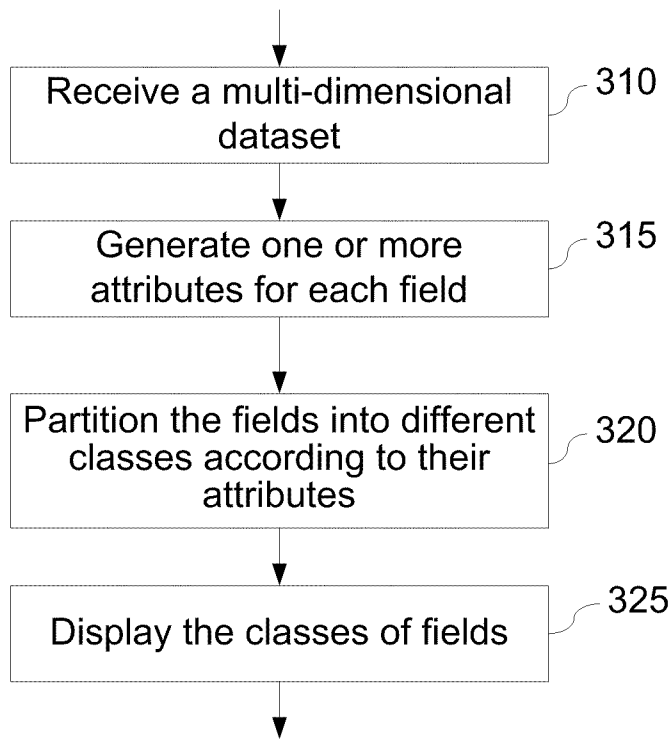 Receive a multi-dimensional
dataset
310
Generate one or more
attributes for each field
315
Partition the fields into different
classes according to their
attributes
320
Display the classes of fields
325